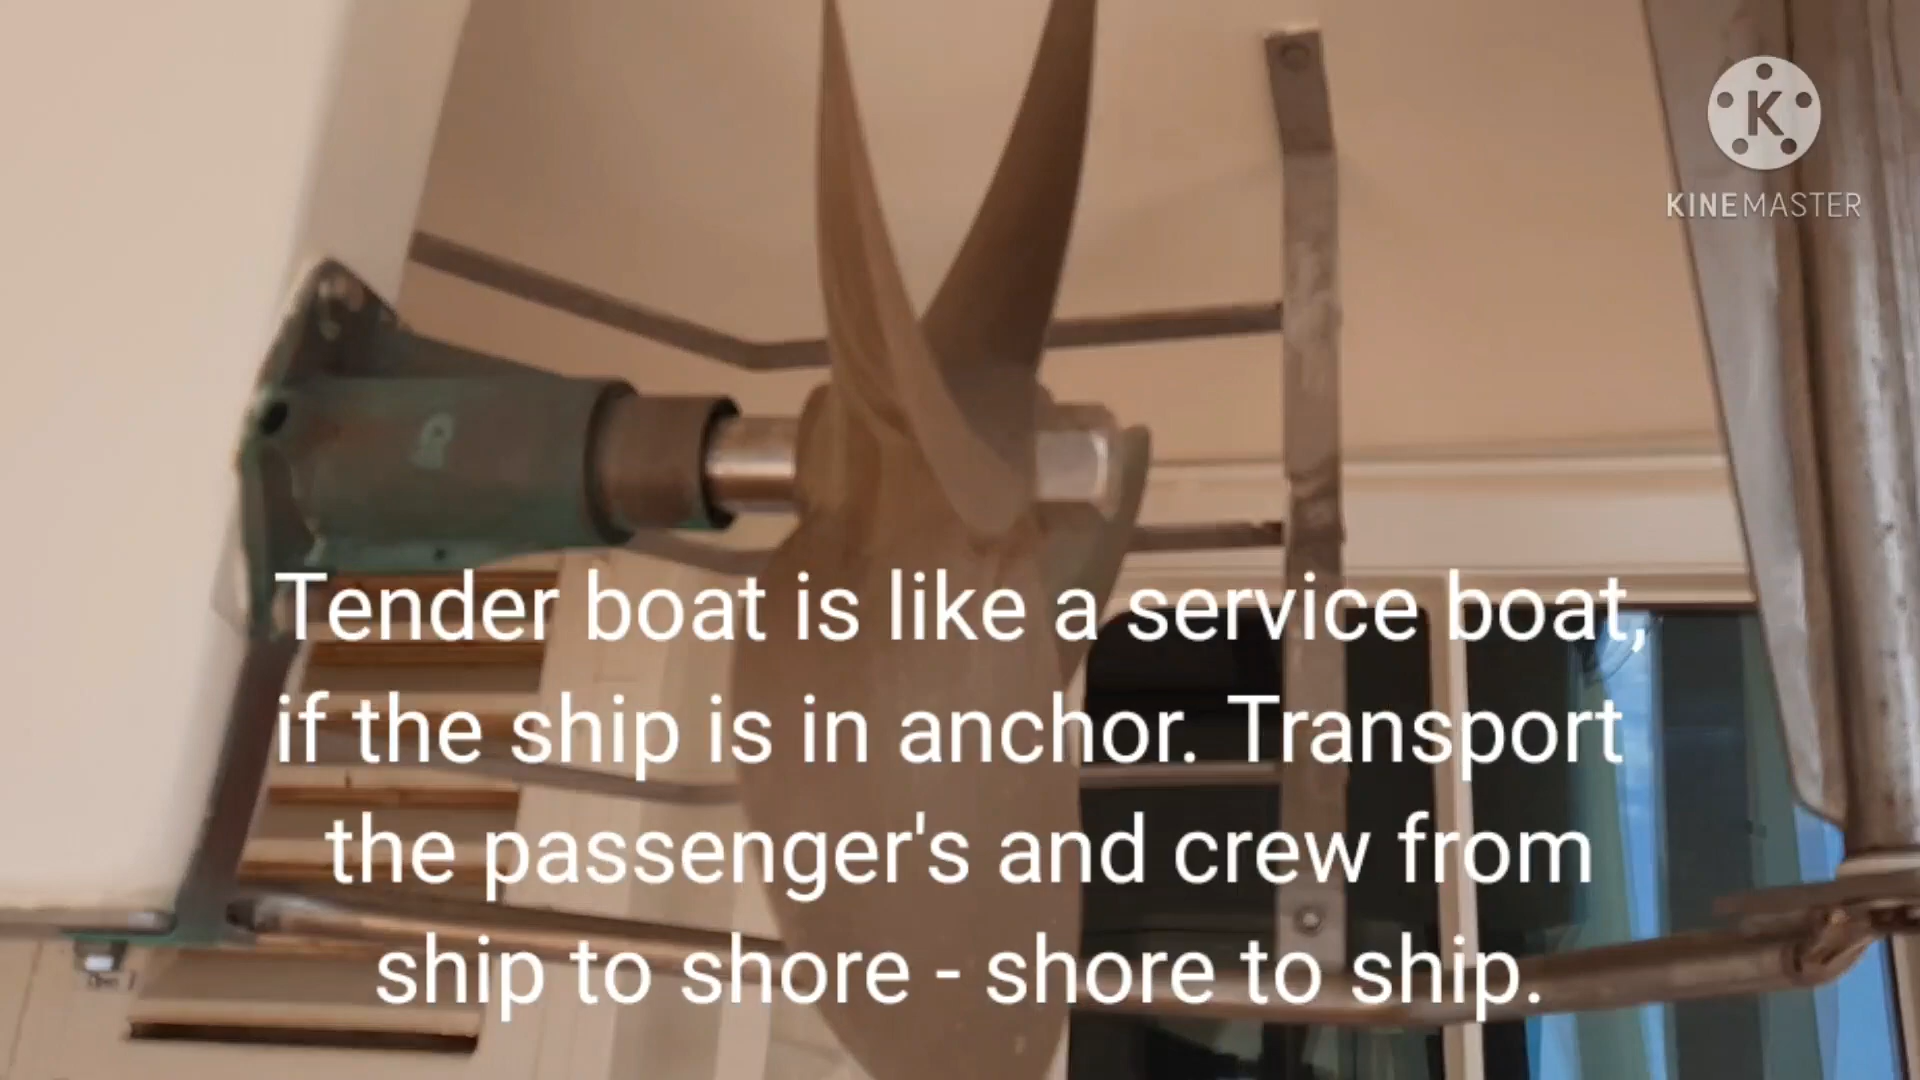 K
KINEMASTER
Tender boat is like a service boat,
if the ship is in anchor. Transport
the passenger's and crew from
ship to shore - shore to ship.